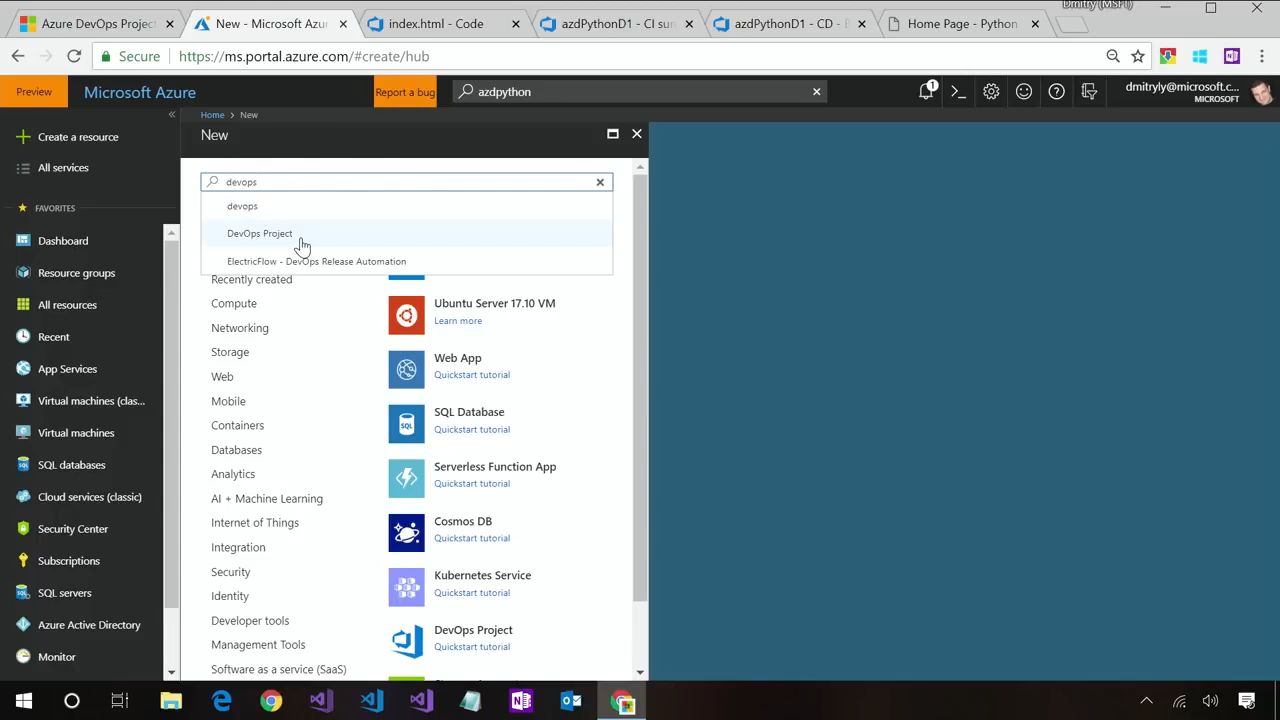 Dmitry (MSFT)
Azure DevOps Project
New - Microsoft Azu
index.html - Code
azdPythonD1 - CI sum
azdPythonD1 - CD - B
Home Page - Python
Secure
https://ms.portal.azure.com/#create/hub
Preview
Microsoft Azure
Report a bug
azdpython
1
dmitryly@microsoft.c...
MICROSOFT
Home > New
New
Create a resource
All services
FAVORITES
Dashboard
Resource groups
All resources
Recent
App Services
Virtual machines (clas...
Virtual machines
SQL databases
Cloud services (classic)
Security Center
Subscriptions
SQL servers
Azure Active Directory
Monitor
devops
devops
DevOps Project
ElectricFlow - DevOps Release Automation
Recently created
Compute
Networking
Storage
Web
Mobile
Containers
Databases
Analytics
AI + Machine Learning
Internet of Things
Integration
Security
Identity
Developer tools
Management Tools
Software as a service (SaaS)
Ubuntu Server 17.10 VM
Learn more
Web App
Quickstart tutorial
SQL
SQL Database
Quickstart tutorial
Serverless Function App
Quickstart tutorial
Cosmos DB
Quickstart tutorial
Kubernetes Service
Quickstart tutorial
DevOps Project
Quickstart tutorial